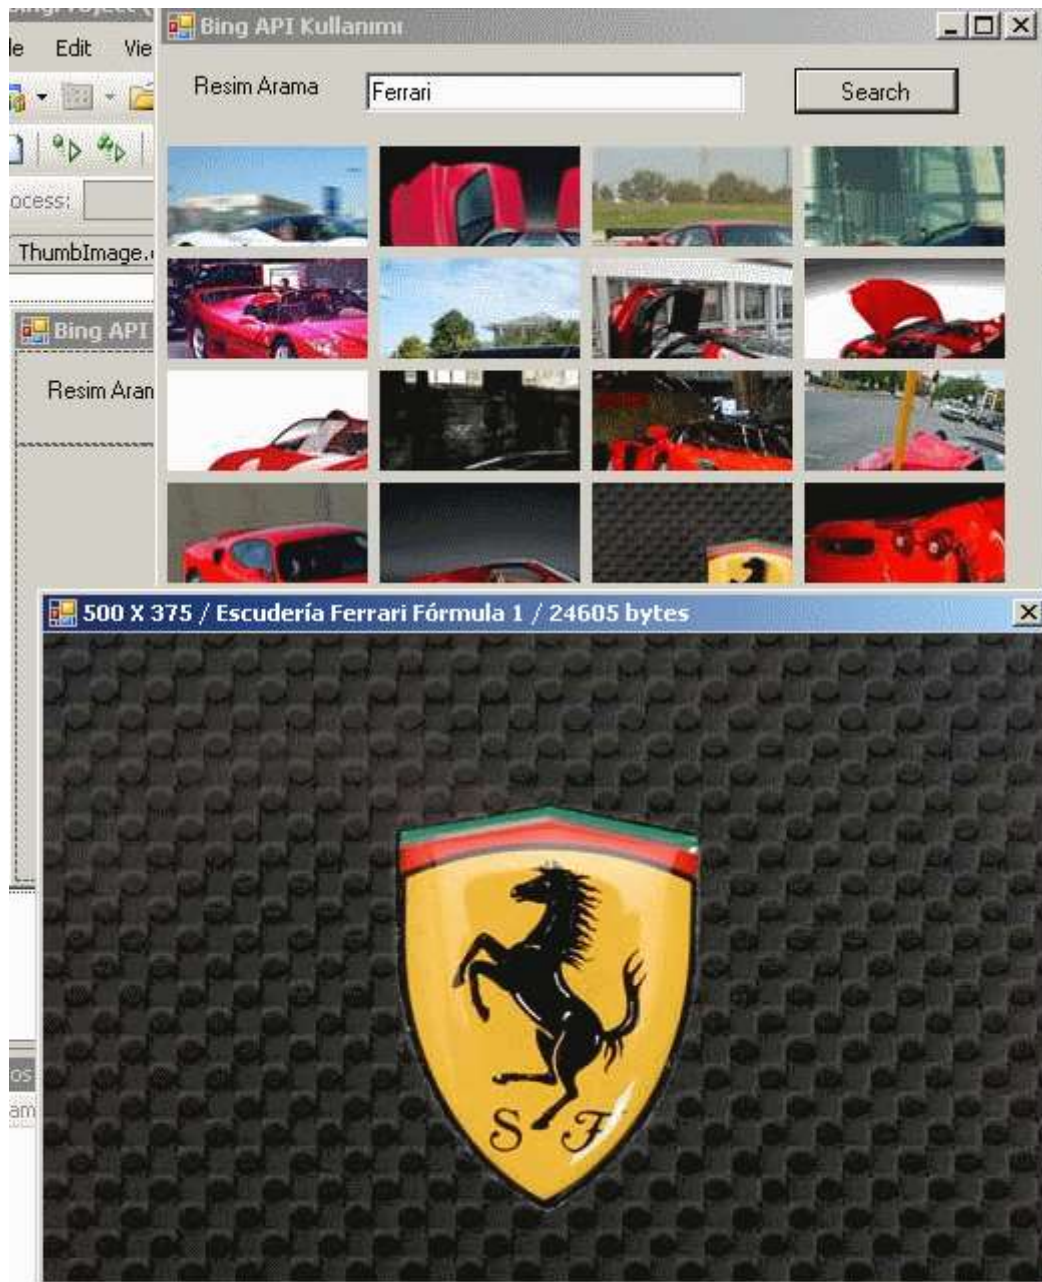 Bing API Kullanımı
le Edit Vie
Resim Arama Ferrari Search
ocess:
ThumbImage.
Bing API
Resim Aran
500 X 375 / Escudería Ferrari Fórmula 1 / 24605 bytes
S F
os
am